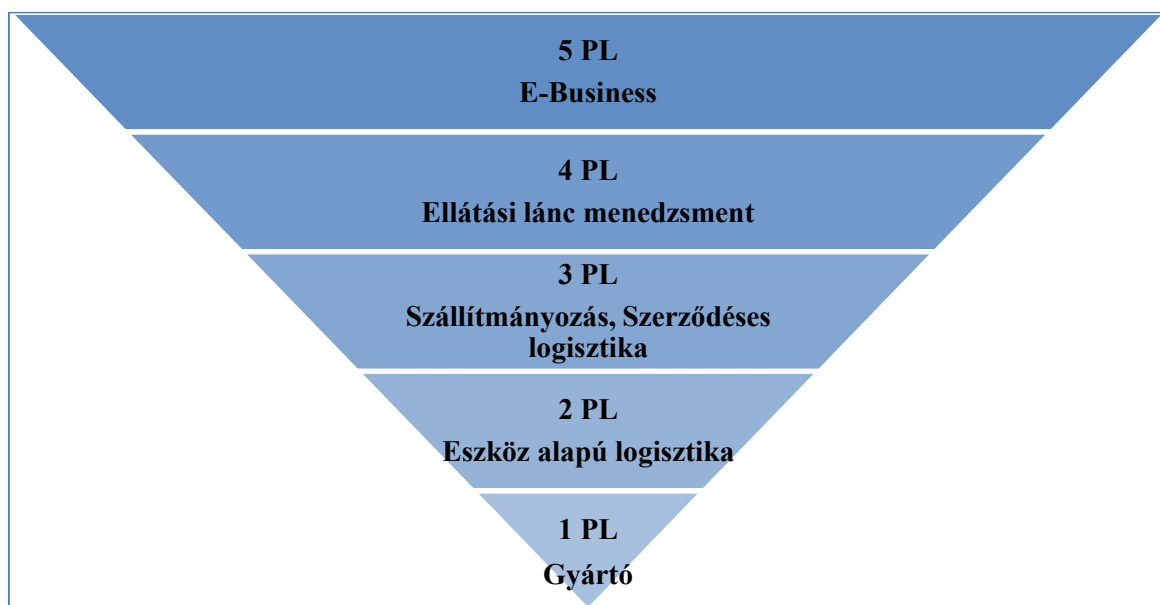 5 PL
E-Business
4 PL
Ellátási lánc menedzsment
3 PL
Szállítmányozás, Szerződéses
logisztika
2 PL
Eszköz alapú logisztika
1 PL
Gyártó